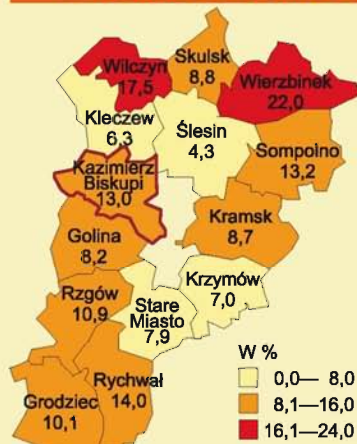 Wilczyn
17,5
Skulsk
8,8
Wierzbinek
22,0
Kleczew
6,3
Ślesin
4,3
Sompolno
13,2
Kazimierz
Biskupi
13,0
Kramsk
8,7
Golina
8,2
Krzymów
7,0
Rzgów
10,9
Stare
Miasto
7,9
Rychwał
14,0
Grodziec
10,1
W %
0,0— 8,0
8,1—16,0
16,1—24,0